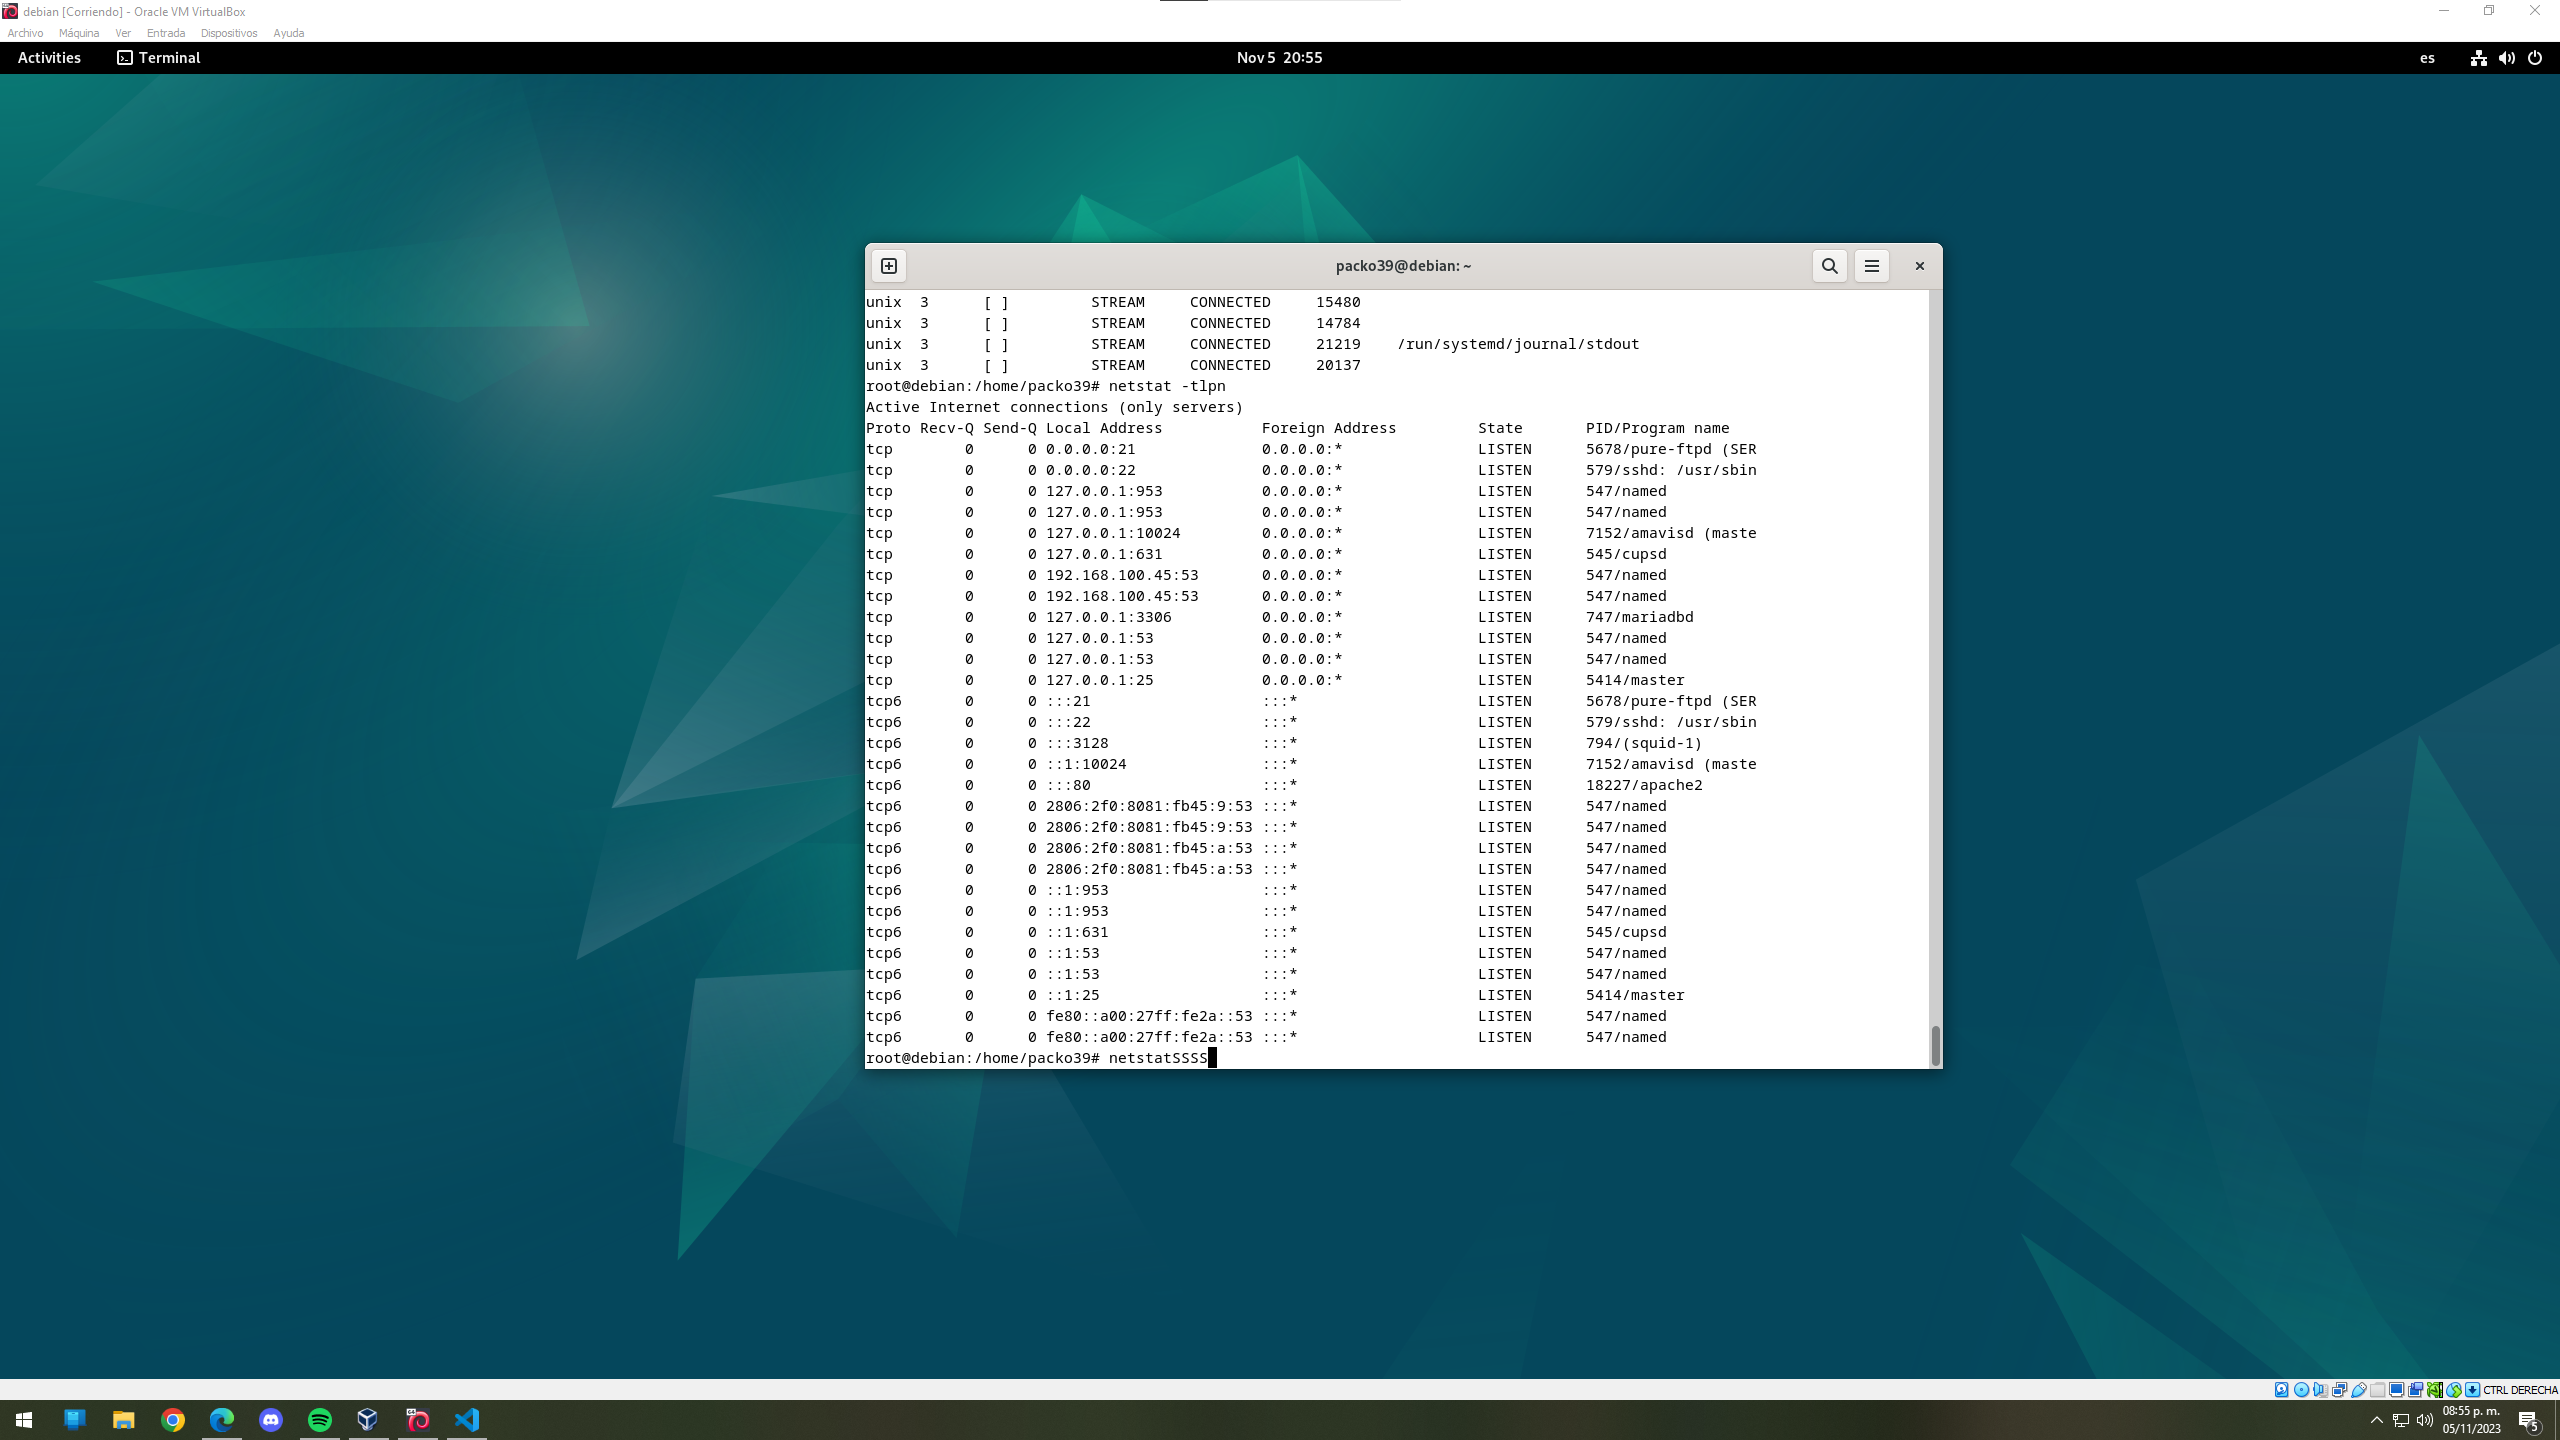 debian [Corriendo] - Oracle VM VirtualBox
Archivo Máquina Ver Entrada Dispositivos Ayuda
Activities Terminal Nov 5 20:55 es
packo39@debian: ~
unix 3 [ ] STREAM CONNECTED 15480
unix 3 [ ] STREAM CONNECTED 14784
unix 3 [ ] STREAM CONNECTED 21219 /run/systemd/journal/stdout
unix 3 [ ] STREAM CONNECTED 20137
root@debian:/home/packo39# netstat -tlpn
Active Internet connections (only servers)
Proto Recv-Q Send-Q Local Address Foreign Address State PID/Program name
tcp 0 0 0.0.0.0:21 0.0.0.0:* LISTEN 5678/pure-ftpd (SER
tcp 0 0 0.0.0.0:22 0.0.0.0:* LISTEN 579/sshd: /usr/sbin
tcp 0 0 127.0.0.1:953 0.0.0.0:* LISTEN 547/named
tcp 0 0 127.0.0.1:953 0.0.0.0:* LISTEN 547/named
tcp 0 0 127.0.0.1:10024 0.0.0.0:* LISTEN 7152/amavisd (maste
tcp 0 0 127.0.0.1:631 0.0.0.0:* LISTEN 545/cupsd
tcp 0 0 192.168.100.45:53 0.0.0.0:* LISTEN 547/named
tcp 0 0 192.168.100.45:53 0.0.0.0:* LISTEN 547/named
tcp 0 0 127.0.0.1:3306 0.0.0.0:* LISTEN 747/mariadbd
tcp 0 0 127.0.0.1:53 0.0.0.0:* LISTEN 547/named
tcp 0 0 127.0.0.1:53 0.0.0.0:* LISTEN 547/named
tcp 0 0 127.0.0.1:25 0.0.0.0:* LISTEN 5414/master
tcp6 0 0 :::21 :::* LISTEN 5678/pure-ftpd (SER
tcp6 0 0 :::22 :::* LISTEN 579/sshd: /usr/sbin
tcp6 0 0 :::3128 :::* LISTEN 794/(squid-1)
tcp6 0 0 ::1:10024 :::* LISTEN 7152/amavisd (maste
tcp6 0 0 :::80 :::* LISTEN 18227/apache2
tcp6 0 0 2806:2f0:8081:fb45:9:53 :::* LISTEN 547/named
tcp6 0 0 2806:2f0:8081:fb45:9:53 :::* LISTEN 547/named
tcp6 0 0 2806:2f0:8081:fb45:a:53 :::* LISTEN 547/named
tcp6 0 0 2806:2f0:8081:fb45:a:53 :::* LISTEN 547/named
tcp6 0 0 ::1:953 :::* LISTEN 547/named
tcp6 0 0 ::1:953 :::* LISTEN 547/named
tcp6 0 0 ::1:631 :::* LISTEN 545/cupsd
tcp6 0 0 ::1:53 :::* LISTEN 547/named
tcp6 0 0 ::1:53 :::* LISTEN 547/named
tcp6 0 0 ::1:25 :::* LISTEN 5414/master
tcp6 0 0 fe80::a00:27ff:fe2a::53 :::* LISTEN 547/named
tcp6 0 0 fe80::a00:27ff:fe2a::53 :::* LISTEN 547/named
root@debian:/home/packo39# netstatSSSS
CTRL DERECHA
08:55 p. m.
05/11/2023
5